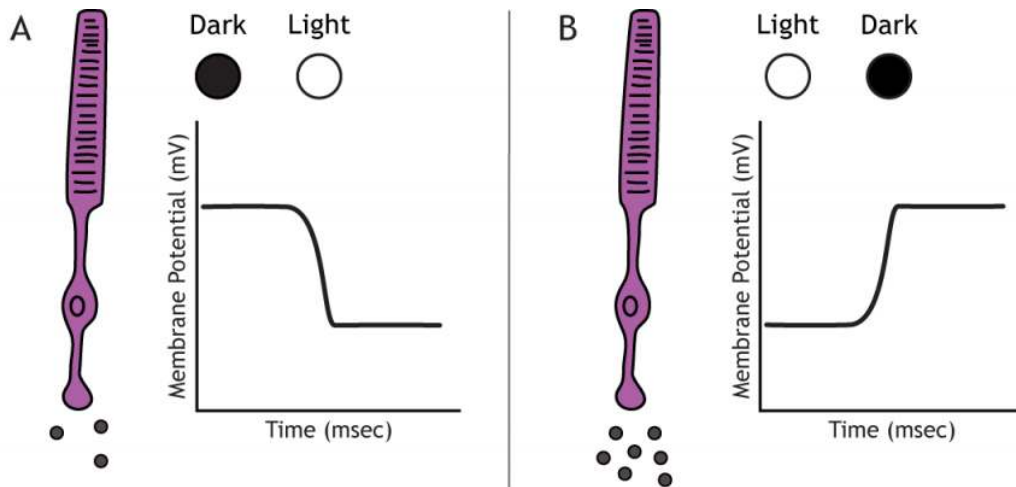 A
Dark Light
Membrane Potential (mV)
Time (msec)
B
Light Dark
Membrane Potential (mV)
Time (msec)